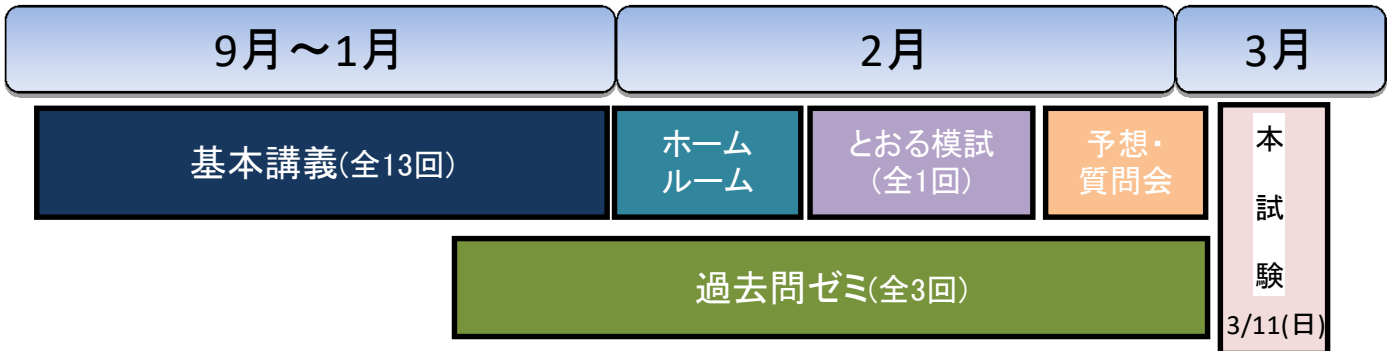 9月～1月
2月
3月
基本講義(全13回)
ホーム
ルーム
とおる模試
(全1回)
予想・
質問会
過去問ゼミ(全3回)
本
試
験
3/11(日)